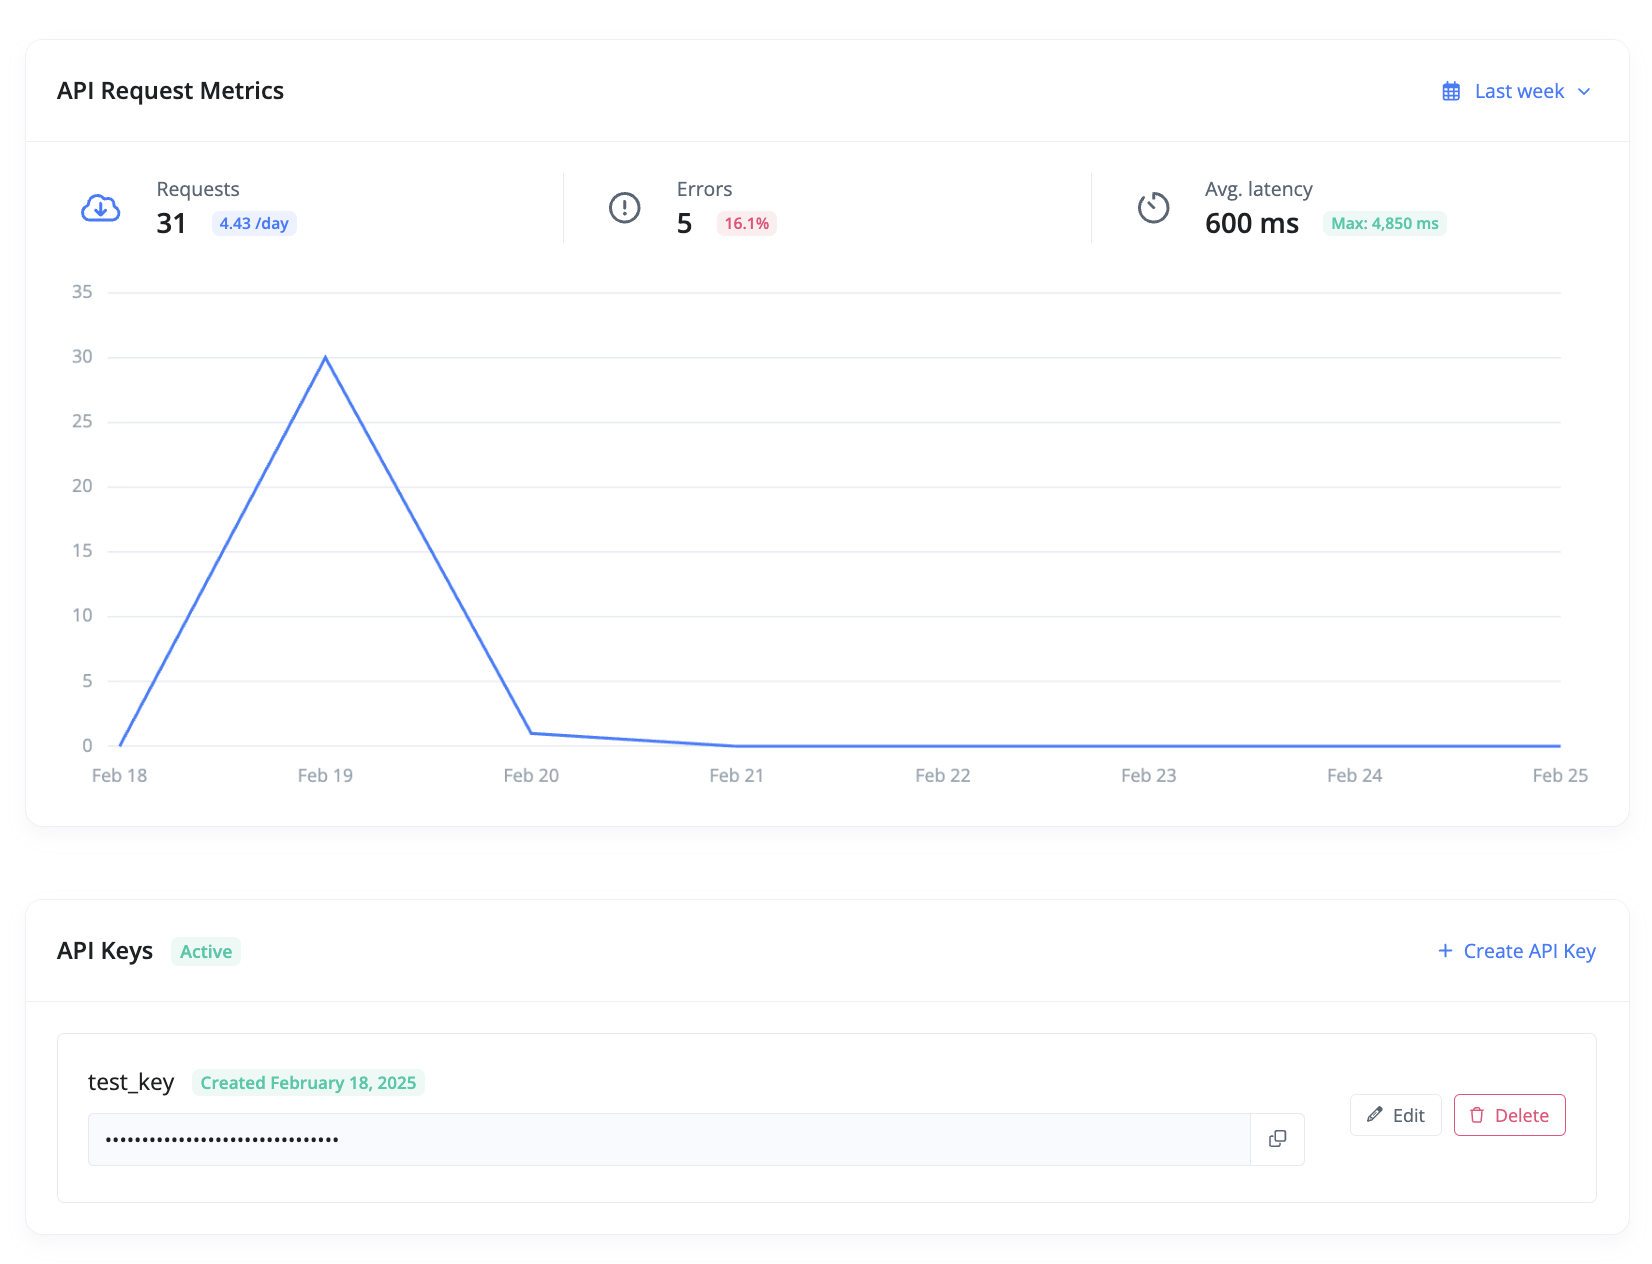 API Request Metrics
Last week
Requests
31 4.43 /day
Errors
5 16.1%
Avg. latency
600 ms Max: 4,850 ms
35
30
25
20
15
10
5
0
Feb 18 Feb 19 Feb 20 Feb 21 Feb 22 Feb 23 Feb 24 Feb 25
API Keys Active
+ Create API Key
test_key Created February 18, 2025
••••••••••••••••••••••••••••••••
Edit Delete